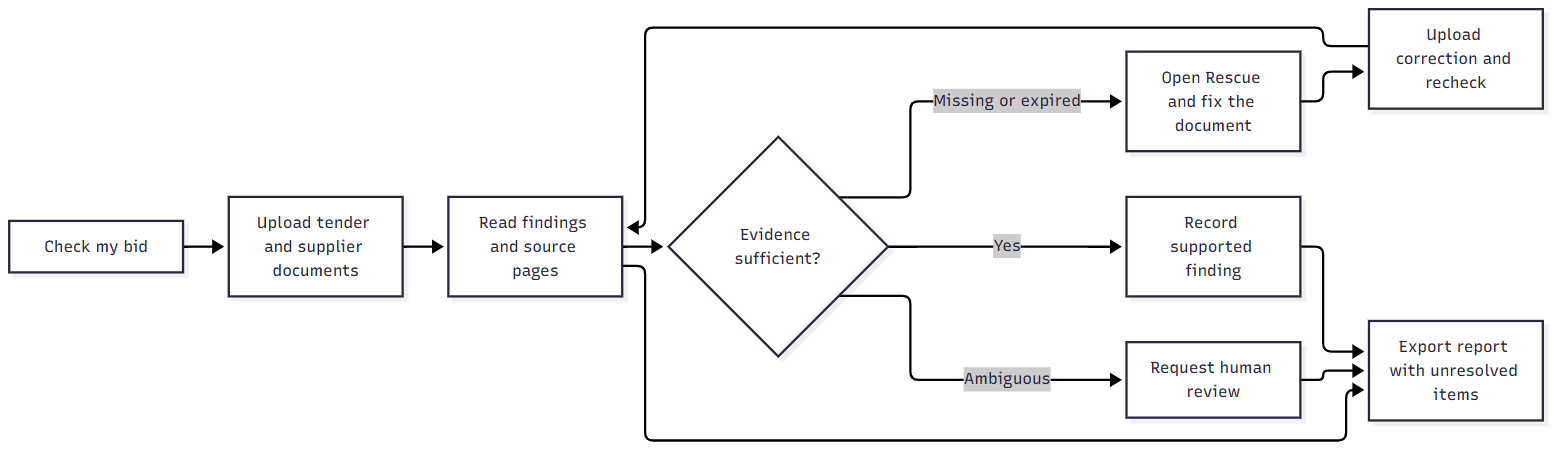 Check my bid
Upload tender
and supplier
documents
Read findings
and source
pages
Evidence
sufficient?
Missing or expired
Yes
Ambiguous
Open Rescue
and fix the
document
Upload
correction and
recheck
Record
supported
finding
Request human
review
Export report
with unresolved
items